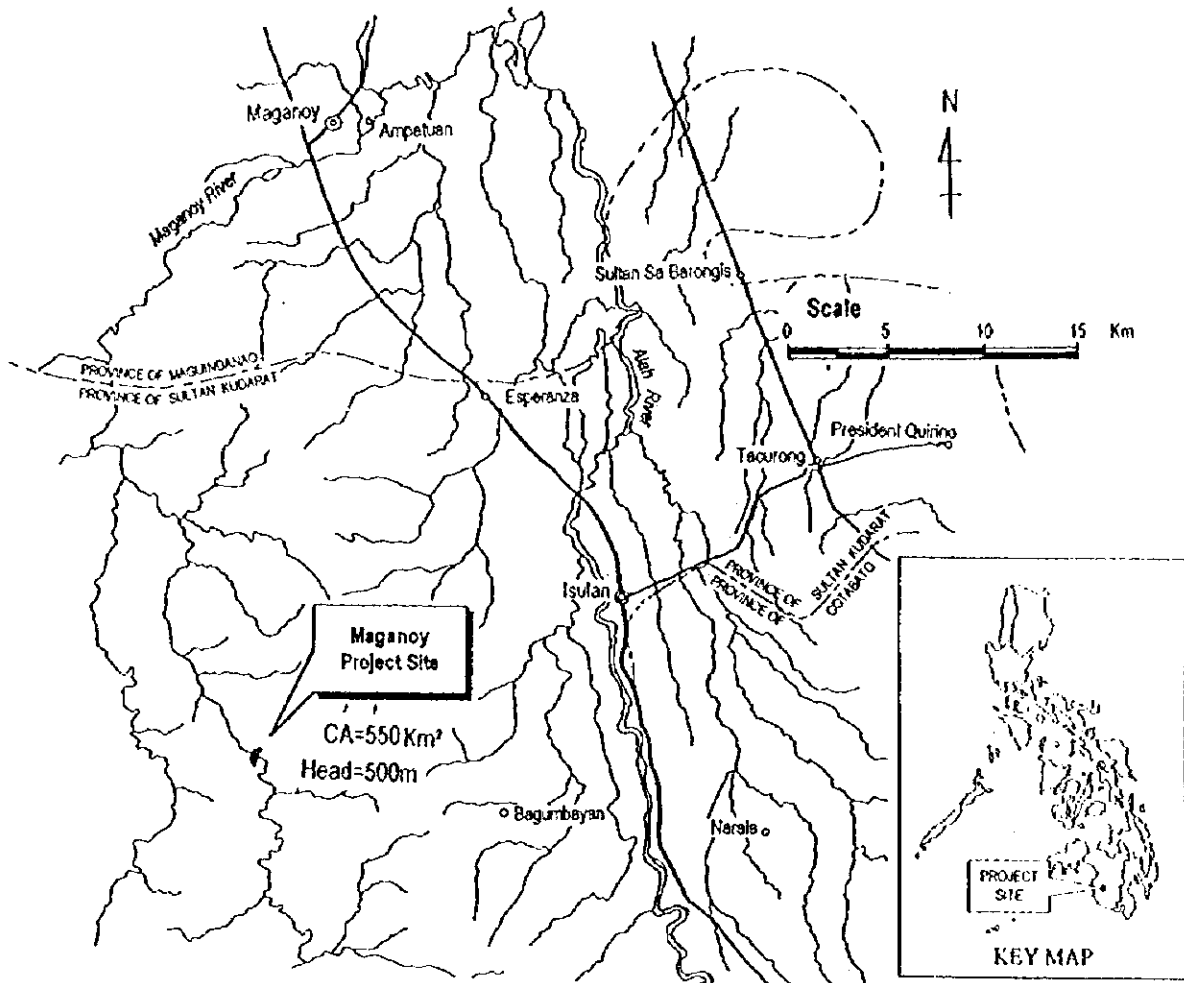 Maganoy
Ampatuan
N
Maganoy River
Sultan Sa Barongis
Scale
0 5 10 15 Km
PROVINCE OF MAGUINDANAO
PROVINCE OF SULTAN KUDARAT
Esperanza
Alah River
President Quirino
Tacurong
PROVINCE OF SULTAN KUDARAT
PROVINCE OF COTABATO
Isulan
Maganoy
Project Site
CA=550 Km²
Head=500m
Bagumbayan
Narals
PROJECT
SITE
KEY MAP